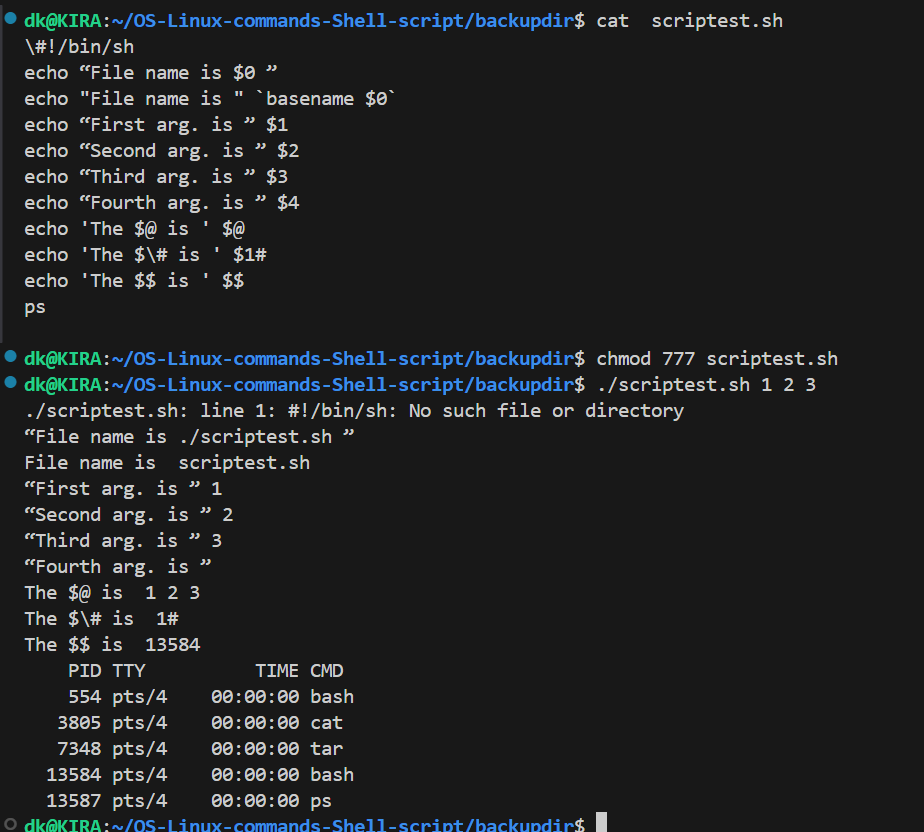 dk@KIRA:~/OS-Linux-commands-Shell-script/backupdir$ cat  scriptest.sh
\#!/bin/sh
echo “File name is $0 ”
echo "File name is " `basename $0`
echo “First arg. is ” $1
echo “Second arg. is ” $2
echo “Third arg. is ” $3
echo “Fourth arg. is ” $4
echo 'The $@ is ' $@
echo 'The $\# is ' $1#
echo 'The $$ is ' $$
ps
dk@KIRA:~/OS-Linux-commands-Shell-script/backupdir$ chmod 777 scriptest.sh
dk@KIRA:~/OS-Linux-commands-Shell-script/backupdir$ ./scriptest.sh 1 2 3
./scriptest.sh: line 1: #!/bin/sh: No such file or directory
“File name is ./scriptest.sh ”
File name is  scriptest.sh
“First arg. is ” 1
“Second arg. is ” 2
“Third arg. is ” 3
“Fourth arg. is ”
The $@ is  1 2 3
The $\# is  1#
The $$ is  13584
    PID TTY          TIME CMD
    554 pts/4    00:00:00 bash
   3805 pts/4    00:00:00 cat
   7348 pts/4    00:00:00 tar
  13584 pts/4    00:00:00 bash
  13587 pts/4    00:00:00 ps
dk@KIRA:~/OS-Linux-commands-Shell-script/backupdir$